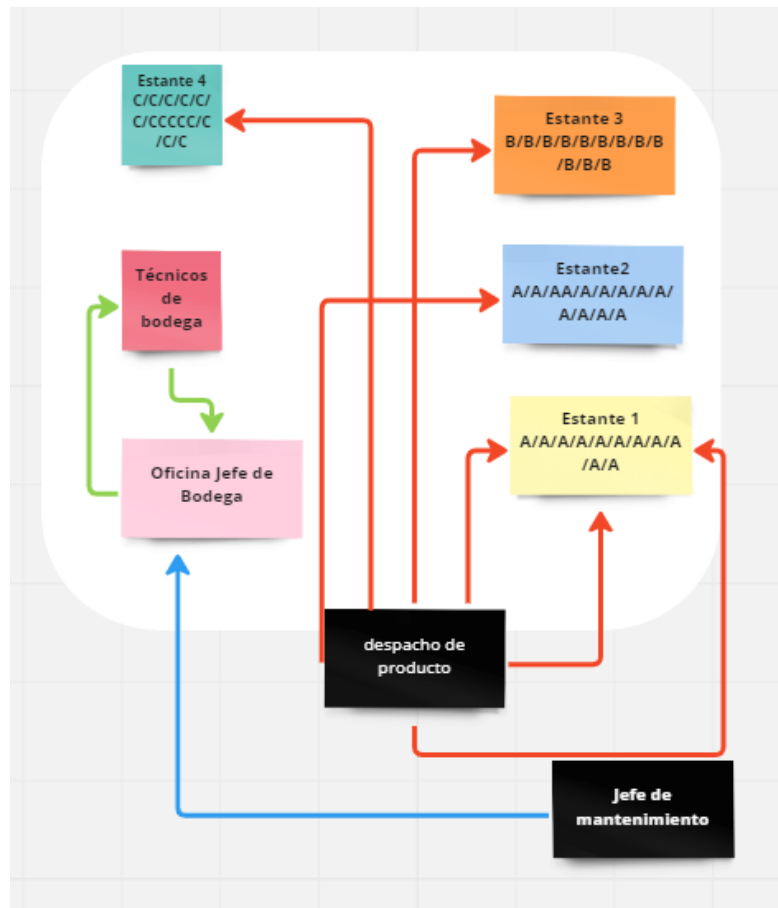 Estante 4
C/C/C/C/C/
C/CCCCC/C
/C/C
Estante 3
B/B/B/B/B/B/B/B/B
/B/B/B
Técnicos
de
bodega
Estante2
A/A/AA/A/A/A/A/A/
A/A/A/A
Estante 1
A/A/A/A/A/A/A/A/A
/A/A
Oficina Jefe de
Bodega
despacho de
producto
Jefe de
mantenimiento